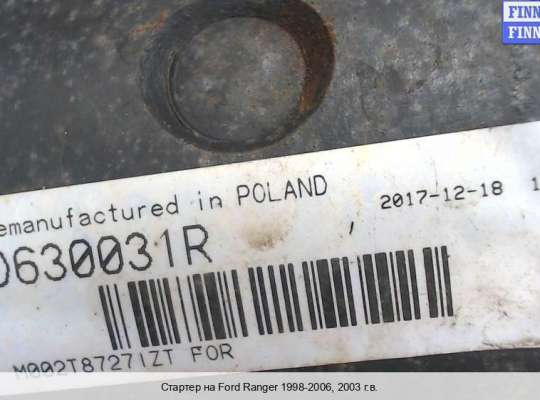 FINN
FINN
emanufactured in POLAND
2017-12-18
0630031R
M002T87271ZT FOR
Стартер на Ford Ranger 1998-2006, 2003 г.в.